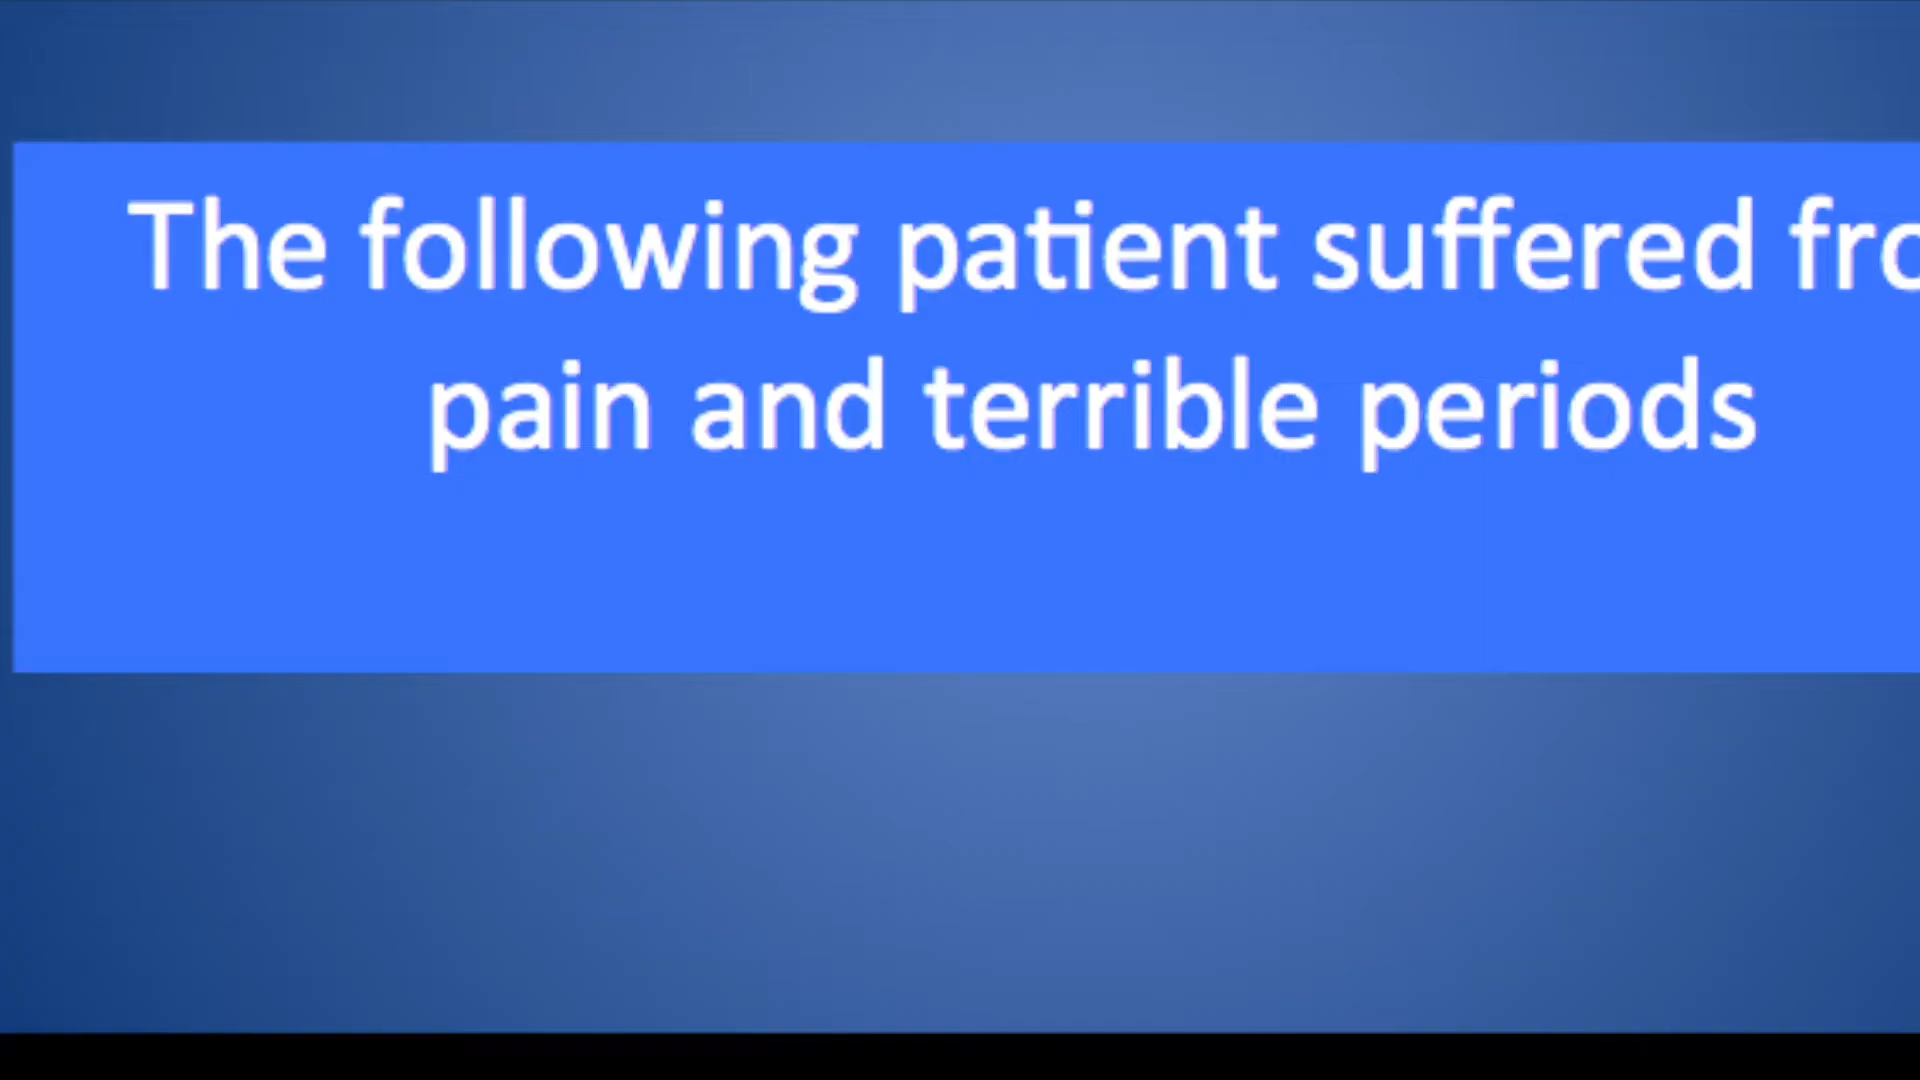 The following patient suffered fro
pain and terrible periods